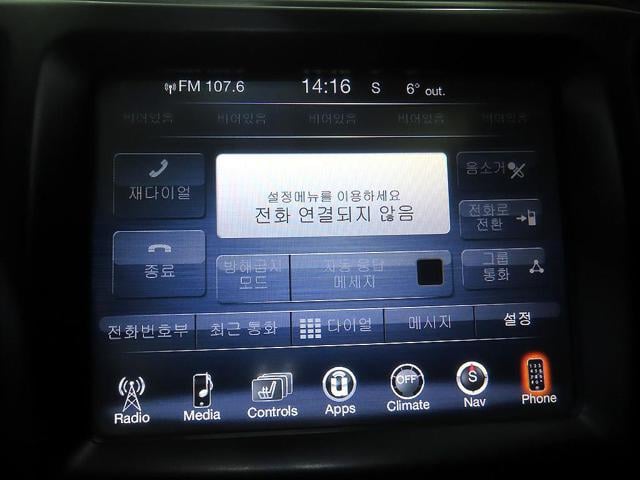 FM 107.6 14:16 S 6° out.
비어있음 비어있음 비어있음 비어있음 비어있음
재다이얼
설정메뉴를 이용하세요
전화 연결되지 않음
음소거
전화로
전환
종료
방해금지
모드
자동 응답
메세지
그룹
통화
전화번호부 최근 통화 다이얼 메시지 설정
Radio Media Controls Apps OFF Climate S Nav Phone